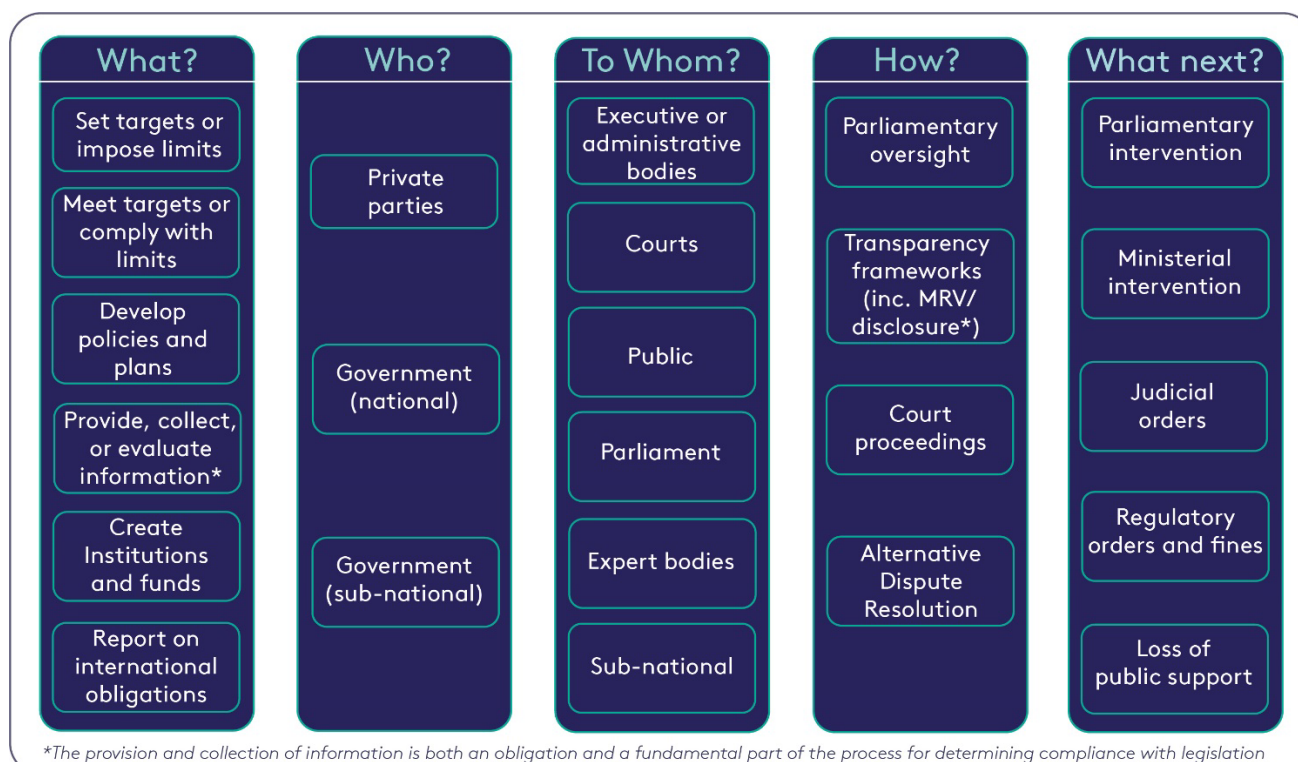 What?
Set targets or
impose limits
Meet targets or
comply with
limits
Develop
policies and
plans
Provide, collect,
or evaluate
information*
Create
Institutions
and funds
Report on
international
obligations
Who?
Private
parties
Government
(national)
Government
(sub-national)
To Whom?
Executive or
administrative
bodies
Courts
Public
Parliament
Expert bodies
Sub-national
How?
Parliamentary
oversight
Transparency
frameworks
(inc. MRV/
disclosure*)
Court
proceedings
Alternative
Dispute
Resolution
What next?
Parliamentary
intervention
Ministerial
intervention
Judicial
orders
Regulatory
orders and fines
Loss of
public support
*The provision and collection of information is both an obligation and a fundamental part of the process for determining compliance with legislation